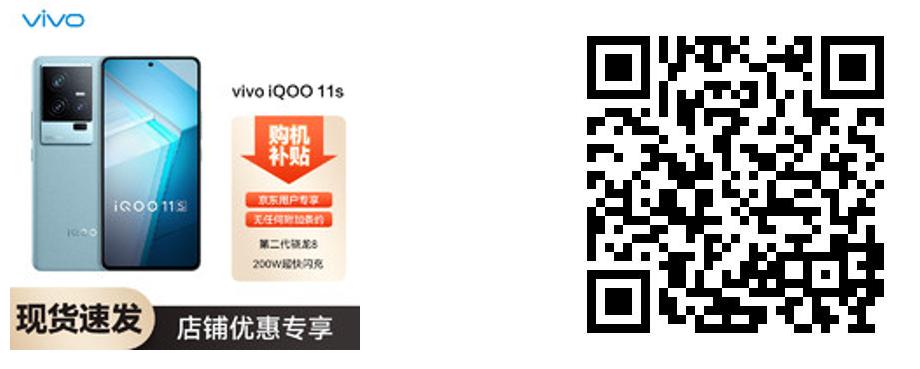 vivo
vivo iQOO 11s
购机
补贴
京东用户专享
无任何附加条约
第二代骁龙8
200W超快闪充
iQOO 11S
iQOO
现货速发
店铺优惠专享